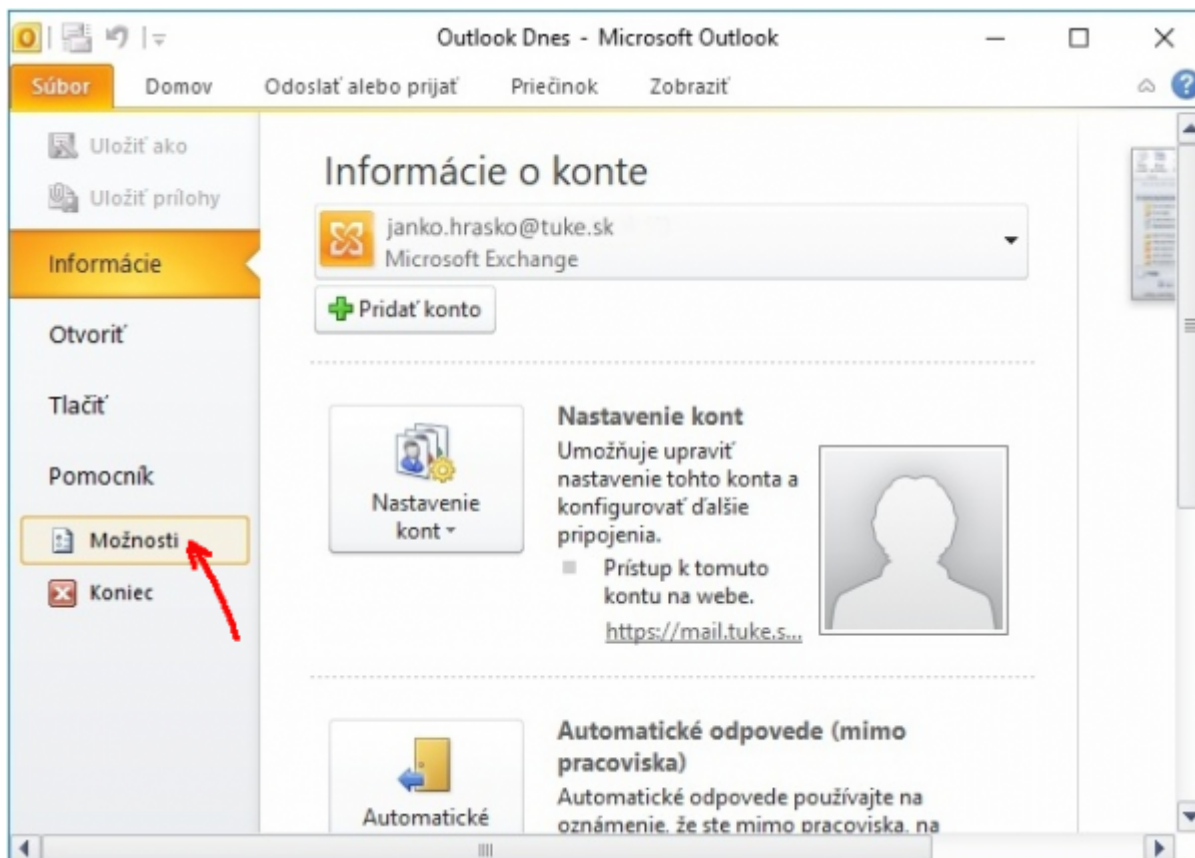 Outlook Dnes - Microsoft Outlook
Súbor Domov Odoslať alebo prijať Priečinok Zobraziť
Uložiť ako
Uložiť prílohy
Informácie
Otvoriť
Tlačiť
Pomocník
Možnosti
Koniec
Informácie o konte
janko.hrasko@tuke.sk
Microsoft Exchange
Pridať konto
Nastavenie
kont
Nastavenie kont
Umožňuje upraviť
nastavenie tohto konta a
konfigurovať ďalšie
pripojenia.
Prístup k tomuto
kontu na webe.
https://mail.tuke.s...
Automatické
Automatické odpovede (mimo
pracoviska)
Automatické odpovede používajte na
oznámenie, že ste mimo pracoviska, na